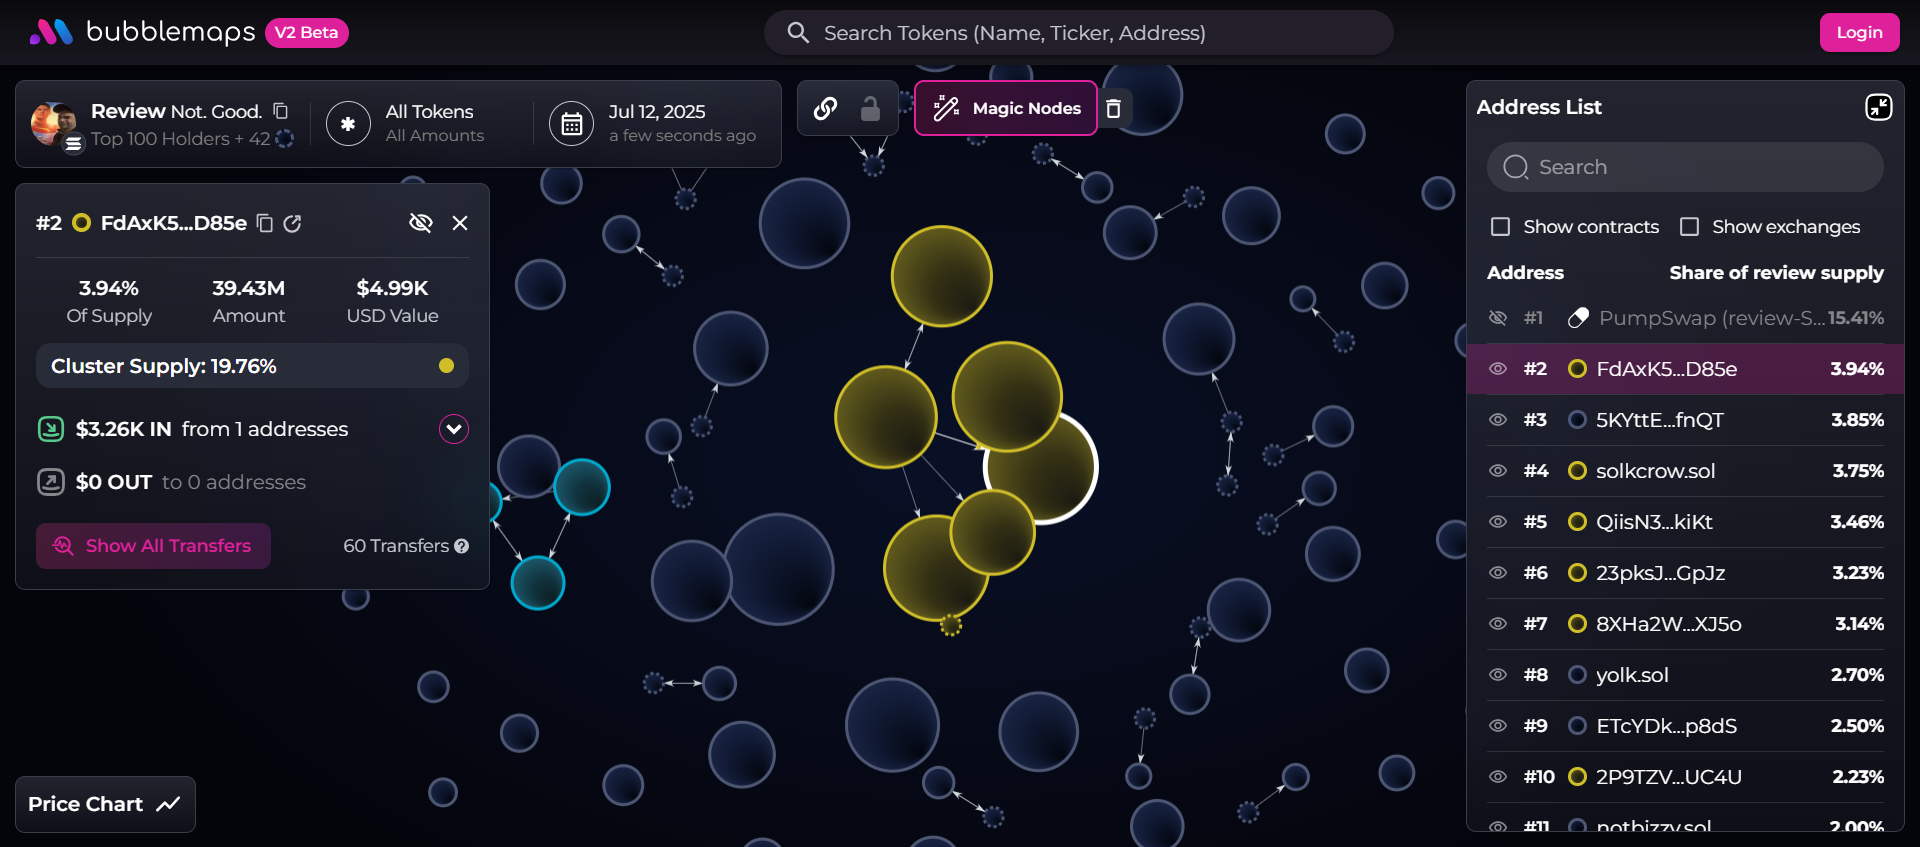 bubblemaps V2 Beta
Search Tokens (Name, Ticker, Address)
Login
Review Not. Good.
Top 100 Holders + 42
All Tokens
All Amounts
Jul 12, 2025
a few seconds ago
Magic Nodes
#2 FdAxK5...D85e
3.94% 39.43M $4.99K
Of Supply Amount USD Value
Cluster Supply: 19.76%
$3.26K IN from 1 addresses
$0 OUT to 0 addresses
Show All Transfers 60 Transfers ?
Price Chart
Address List
Search
Show contracts Show exchanges
Address Share of review supply
#1 PumpSwap (review-S... 15.41%
#2 FdAxK5...D85e 3.94%
#3 5KYttE...fnQT 3.85%
#4 solkcrow.sol 3.75%
#5 QiisN3...kiKt 3.46%
#6 23pksJ...GpJz 3.23%
#7 8XHa2W...XJ5o 3.14%
#8 yolk.sol 2.70%
#9 ETcYDk...p8dS 2.50%
#10 2P9TZV...UC4U 2.23%
#11 notbizzy.sol 2.00%